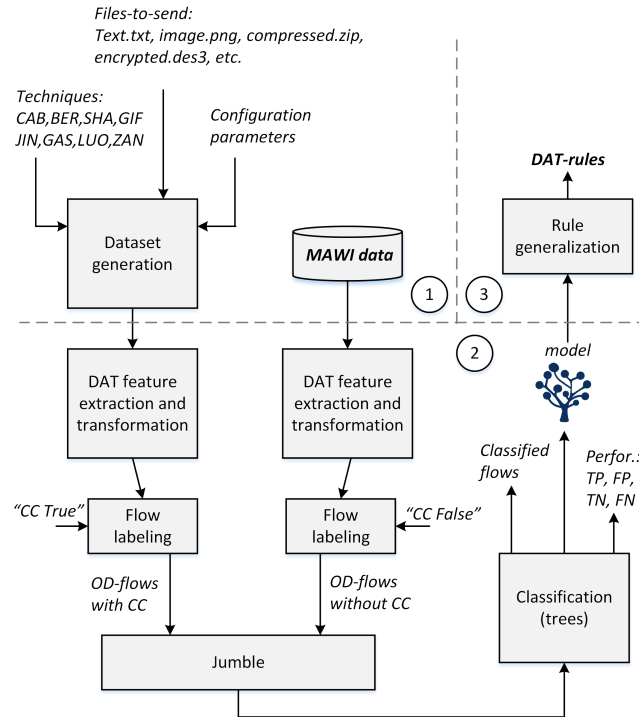 Files-to-send:
Text.txt, image.png, compressed.zip,
encrypted.des3, etc.
Techniques:
CAB,BER,SHA,GIF
JIN,GAS,LUO,ZAN
Configuration
parameters
DAT-rules
Dataset
generation
MAWI data
Rule
generalization
1
3
2
model
DAT feature
extraction and
transformation
DAT feature
extraction and
transformation
Classified
flows
Perfor.:
TP, FP,
TN, FN
“CC True”
Flow
labeling
Flow
labeling
“CC False”
OD-flows
with CC
OD-flows
without CC
Classification
(trees)
Jumble